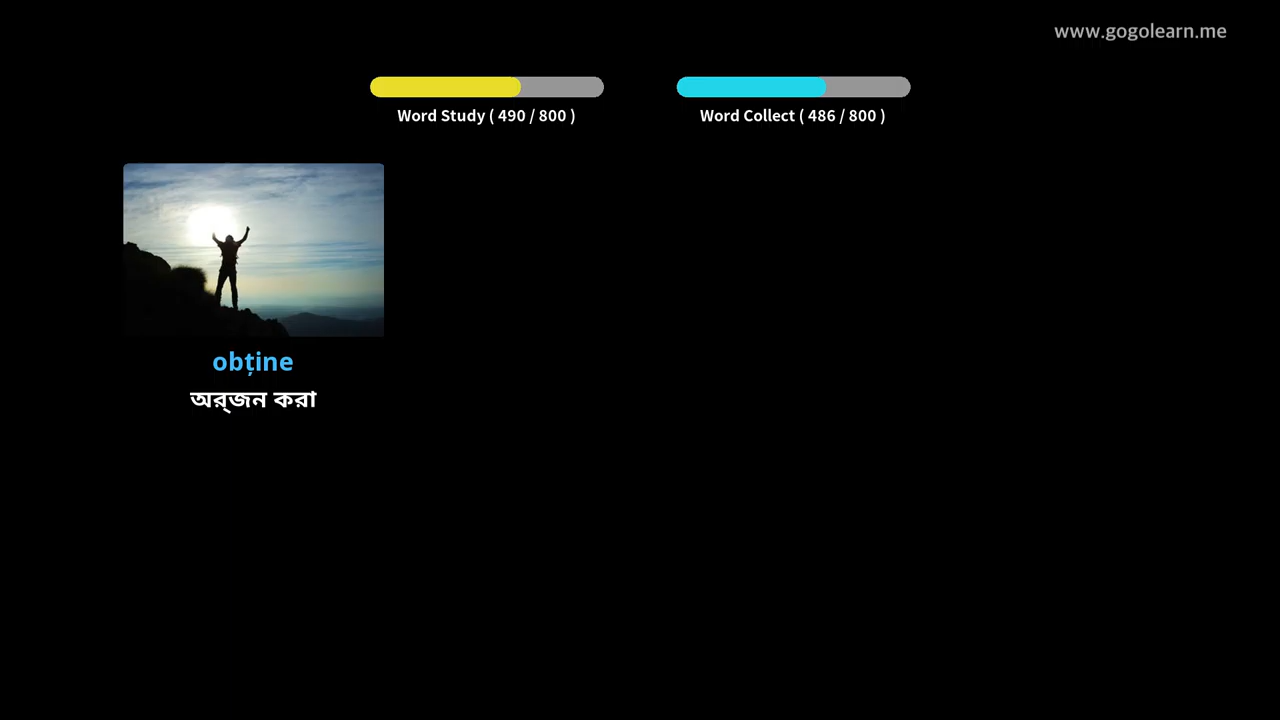 www.gogolearn.me
Word Study ( 490 / 800 )
Word Collect ( 486 / 800 )
obține
অর্জন করা